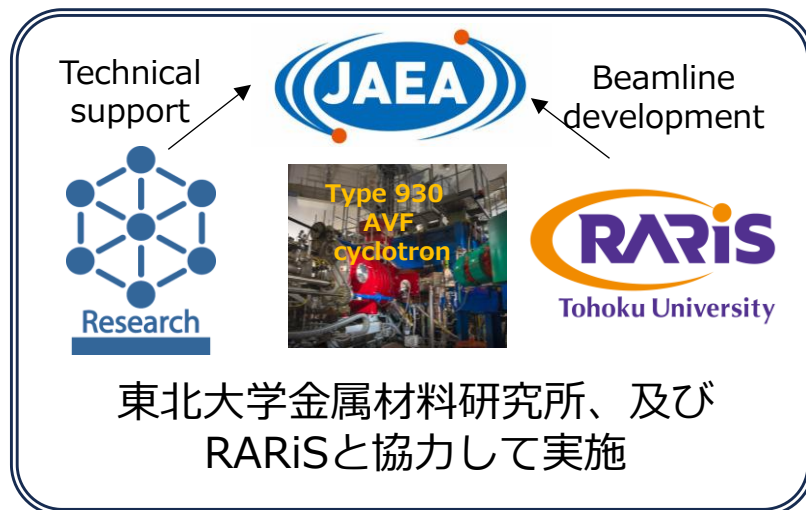 Technical
support
JAEA
Beamline
development
Research
Type 930
AVF
cyclotron
RARiS
Tohoku University
東北大学金属材料研究所、及び
RARiSと協力して実施